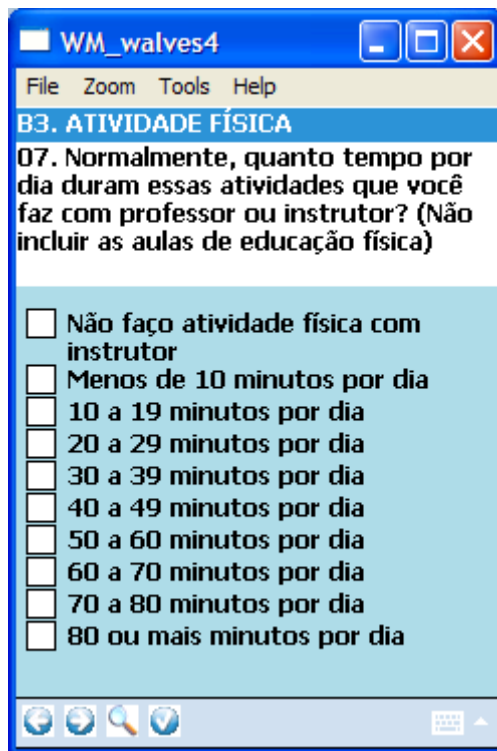 WM_walves4
File Zoom Tools Help
B3. ATIVIDADE FÍSICA
07. Normalmente, quanto tempo por
dia duram essas atividades que você
faz com professor ou instrutor? (Não
incluir as aulas de educação física)
Não faço atividade física com
instrutor
Menos de 10 minutos por dia
10 a 19 minutos por dia
20 a 29 minutos por dia
30 a 39 minutos por dia
40 a 49 minutos por dia
50 a 60 minutos por dia
60 a 70 minutos por dia
70 a 80 minutos por dia
80 ou mais minutos por dia